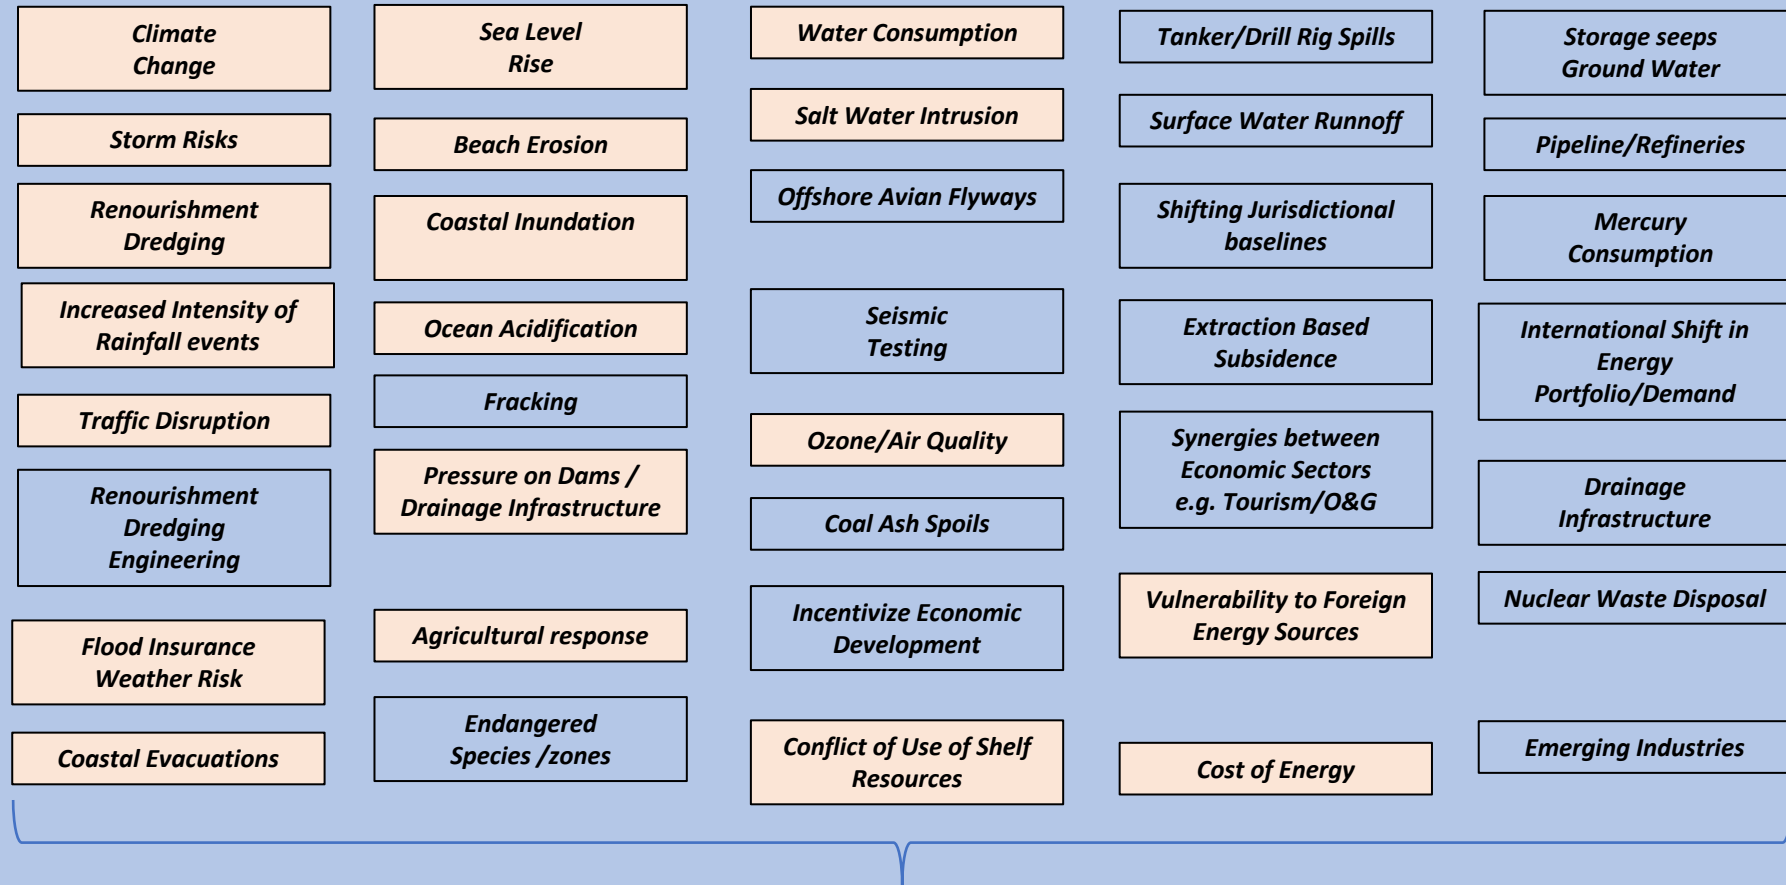 Climate
Change
Storm Risks
Renourishment
Dredging
Increased Intensity of
Rainfall events
Traffic Disruption
Renourishment
Dredging
Engineering
Flood Insurance
Weather Risk
Coastal Evacuations
Sea Level
Rise
Beach Erosion
Coastal Inundation
Ocean Acidification
Fracking
Pressure on Dams /
Drainage Infrastructure
Agricultural response
Endangered
Species /zones
Water Consumption
Salt Water Intrusion
Offshore Avian Flyways
Seismic
Testing
Ozone/Air Quality
Coal Ash Spoils
Incentivize Economic
Development
Conflict of Use of Shelf
Resources
Tanker/Drill Rig Spills
Surface Water Runnoff
Shifting Jurisdictional
baselines
Extraction Based
Subsidence
Synergies between
Economic Sectors
e.g. Tourism/O&G
Vulnerability to Foreign
Energy Sources
Cost of Energy
Storage seeps
Ground Water
Pipeline/Refineries
Mercury
Consumption
International Shift in
Energy
Portfolio/Demand
Drainage
Infrastructure
Nuclear Waste Disposal
Emerging Industries